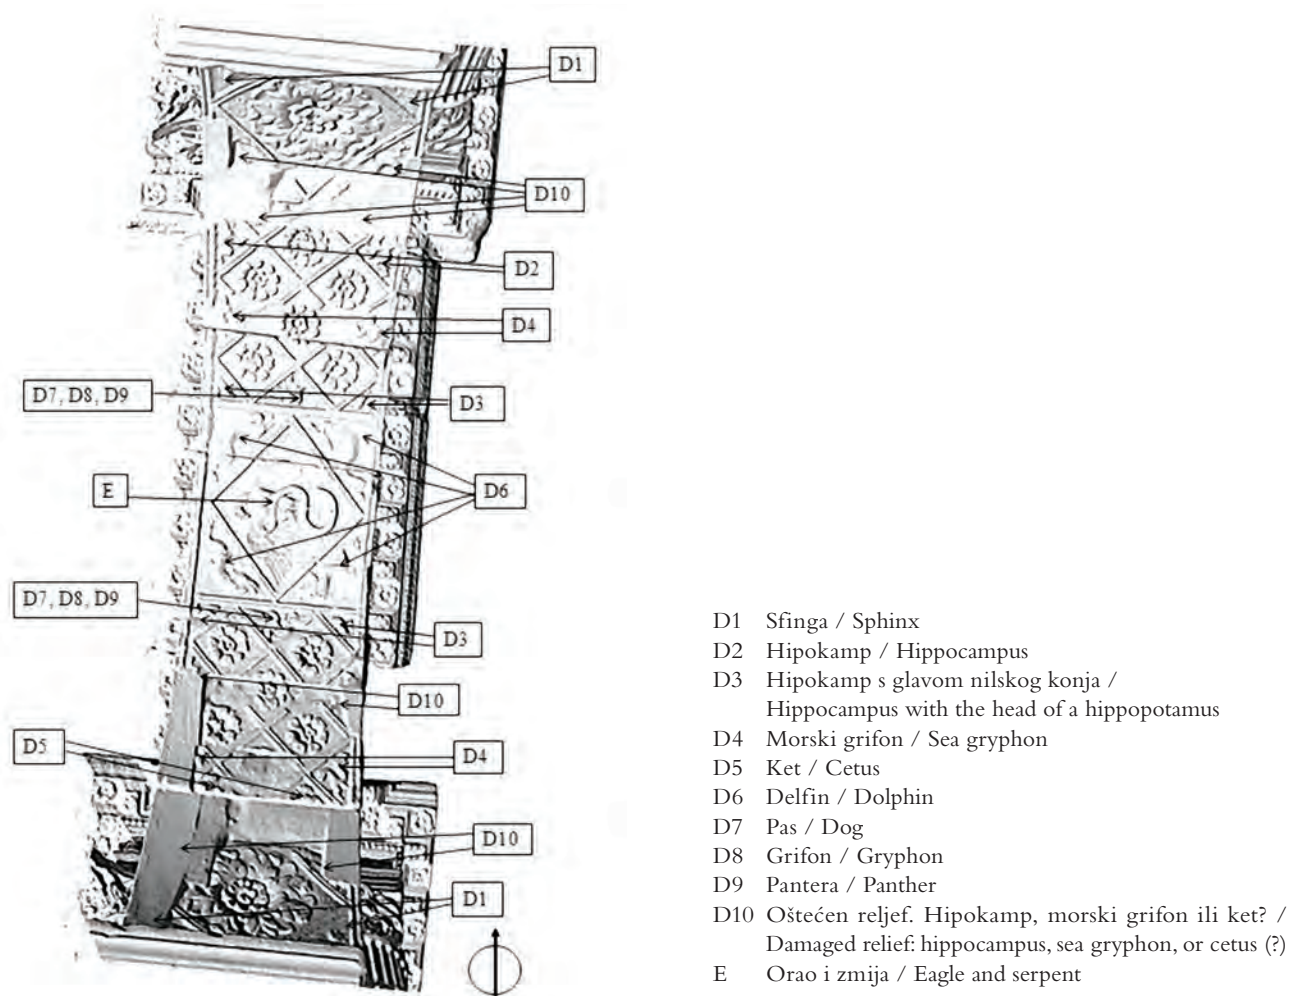 D1
D10
D2
D4
D7, D8, D9
D3
E
D6
D7, D8, D9
D3
D10
D5
D4
D10
D1
D1 Sfinga / Sphinx
D2 Hipokamp / Hippocampus
D3 Hipokamp s glavom nilskog konja /
Hippocampus with the head of a hippopotamus
D4 Morski grifon / Sea gryphon
D5 Ket / Cetus
D6 Delfin / Dolphin
D7 Pas / Dog
D8 Grifon / Gryphon
D9 Pantera / Panther
D10 Oštećen reljef. Hipokamp, morski grifon ili ket? /
Damaged relief: hippocampus, sea gryphon, or cetus (?)
E Orao i zmija / Eagle and serpent